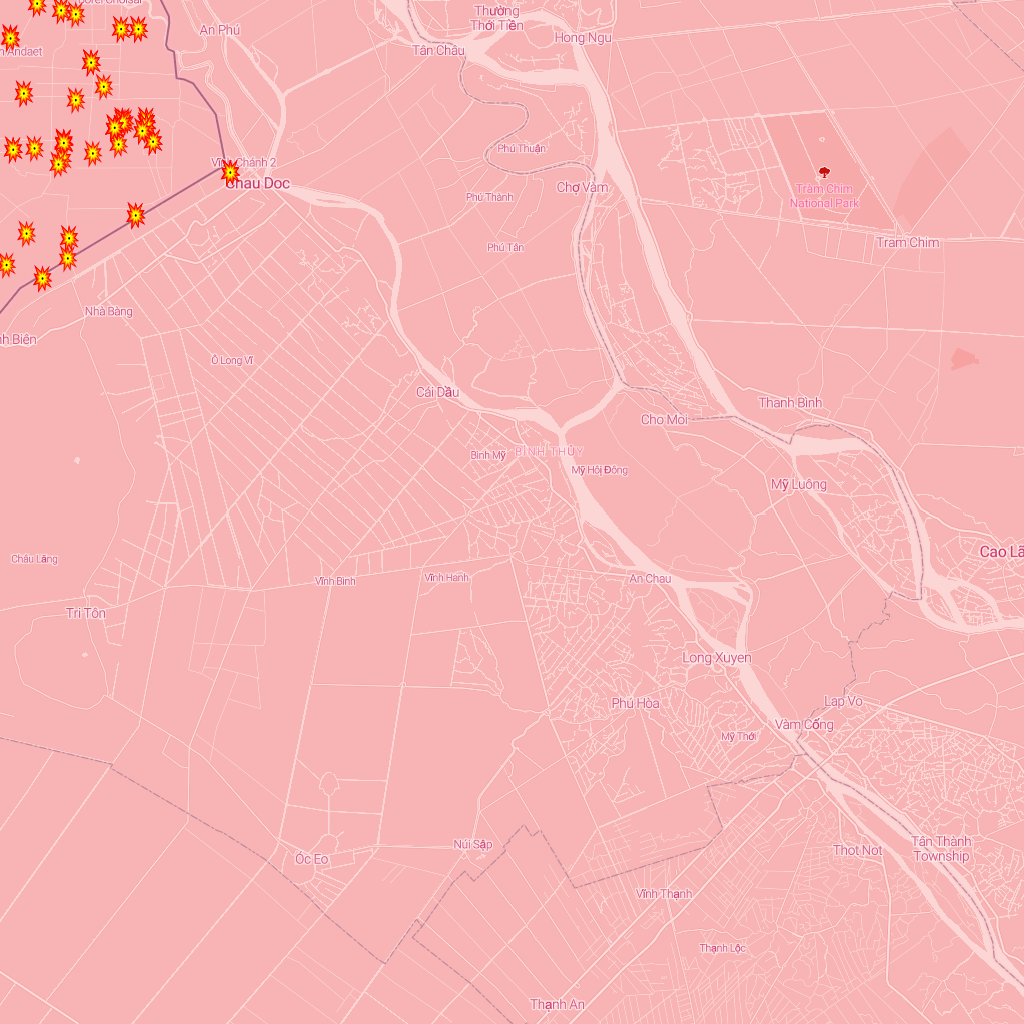 An Phú
Thường
Thới Tiền
Hong Ngu
Tân Châu
Andaet
Phú Thuận
Vĩnh Chánh 2
Chau Doc
Chợ Vàm
Phú Thành
Tràm Chim
National Park
Tram Chim
Phú Tân
Nhà Bàng
nh Biên
Ô Long Vĩ
Cái Dầu
Thanh Bình
Cho Moi
Bình Mỹ
BÌNH THỦY
Mỹ Hội Đông
Mỹ Luông
Cao Lã
Châu Lăng
Vĩnh Bình
Vĩnh Hanh
An Chau
Tri Tôn
Long Xuyen
Phú Hòa
Lap Vo
Vàm Cống
Mỹ Thới
Núi Sập
Óc Eo
Thot Not
Tân Thành
Township
Vĩnh Thạnh
Thạnh Lộc
Thạnh An